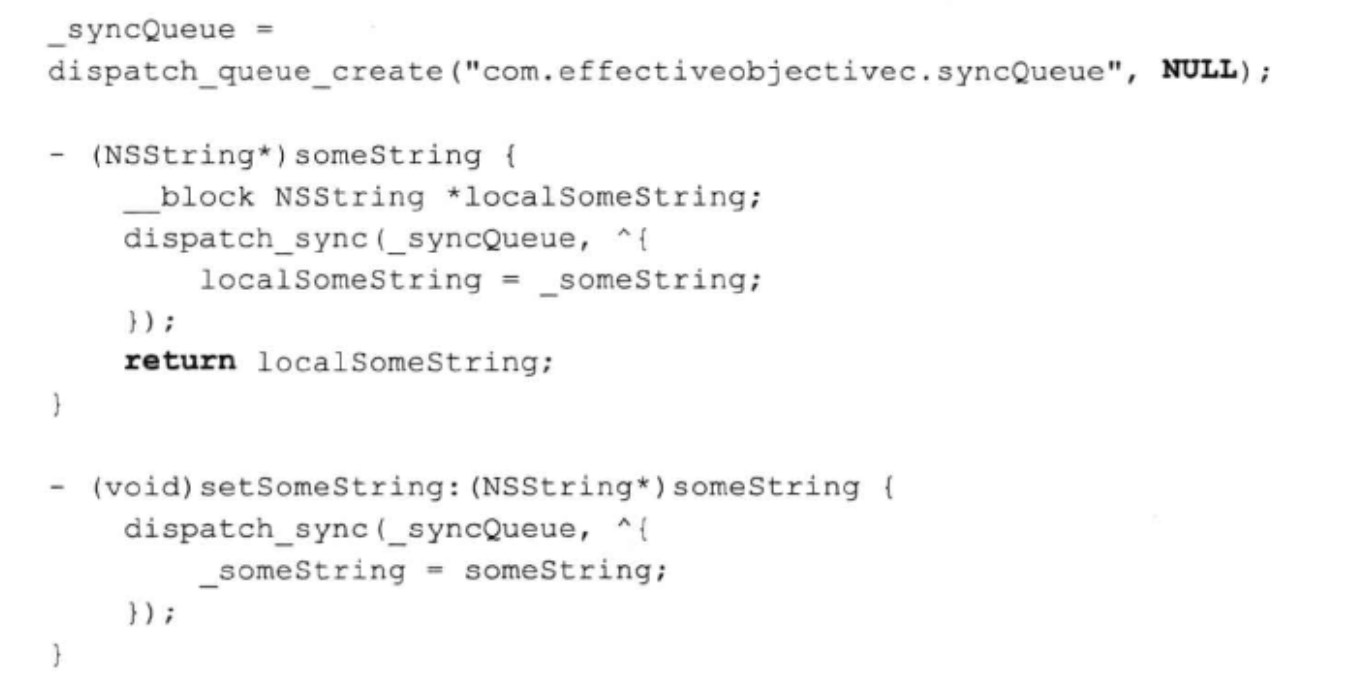 _syncQueue =
dispatch_queue_create("com.effectiveobjectivec.syncQueue", NULL);
- (NSString*)someString {
__block NSString *localSomeString;
dispatch_sync(_syncQueue, ^{
localSomeString = _someString;
});
return localSomeString;
}
- (void)setSomeString:(NSString*)someString {
dispatch_sync(_syncQueue, ^{
_someString = someString;
});
}